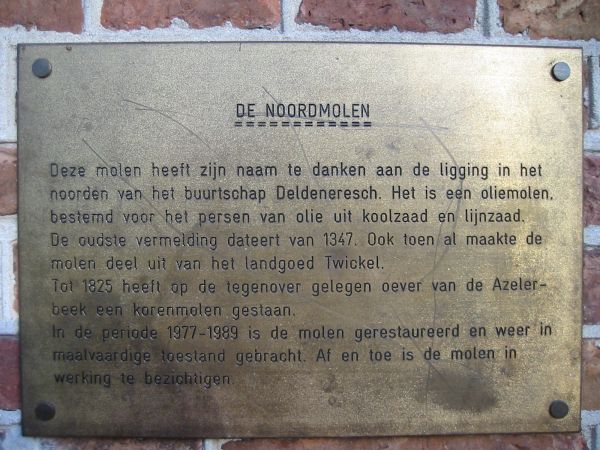 DE NOORDMOLEN
Deze molen heeft zijn naam te danken aan de ligging in het
noorden van het buurtschap Deldeneresch. Het is een oliemolen,
bestemd voor het persen van olie uit koolzaad en lijnzaad.
De oudste vermelding dateert van 1347. Ook toen al maakte de
molen deel uit van het landgoed Twickel.
Tot 1825 heeft op de tegenover gelegen oever van de Azeler-
beek een korenmolen gestaan.
In de periode 1977-1989 is de molen gerestaureerd en weer in
maalvaardige toestand gebracht. Af en toe is de molen in
werking te bezichtigen.